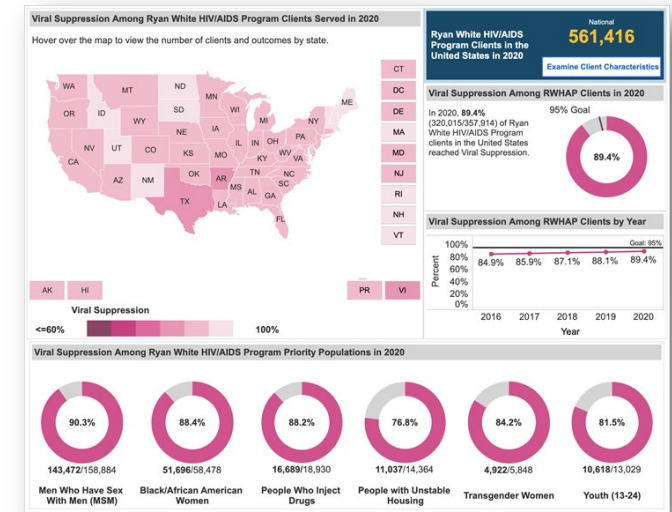 Viral Suppression Among Ryan White HIV/AIDS Program Clients Served in 2020
Hover over the map to view the number of clients and outcomes by state.
WA
MT
ND
MN
ME
OR
ID
SD
WI
MI
NY
WY
IA
PA
NE
IL
IN
OH
NV
UT
CO
KS
MO
KY
WV
VA
CA
TN
NC
AZ
NM
OK
AR
SC
MS
AL
GA
TX
LA
FL
CT
DC
DE
MA
MD
NJ
RI
NH
VT
AK
HI
PR
VI
Viral Suppression
<=60%
100%
Ryan White HIV/AIDS
Program Clients in the
United States in 2020
National
561,416
Examine Client Characteristics
Viral Suppression Among RWHAP Clients in 2020
In 2020, 89.4%
(320,015/357,914) of Ryan
White HIV/AIDS Program
clients in the United States
reached Viral Suppression.
95% Goal
89.4%
Viral Suppression Among RWHAP Clients by Year
Goal: 95%
Percent
100%
80%
60%
40%
20%
0%
84.9% 85.9% 87.1% 88.1% 89.4%
2016 2017 2018 2019 2020
Year
Viral Suppression Among Ryan White HIV/AIDS Program Priority Populations in 2020
90.3%
143,472/158,884
Men Who Have Sex
With Men (MSM)
88.4%
51,696/58,478
Black/African American
Women
88.2%
16,689/18,930
People Who Inject
Drugs
76.8%
11,037/14,364
People with Unstable
Housing
84.2%
4,922/5,848
Transgender Women
81.5%
10,618/13,029
Youth (13-24)